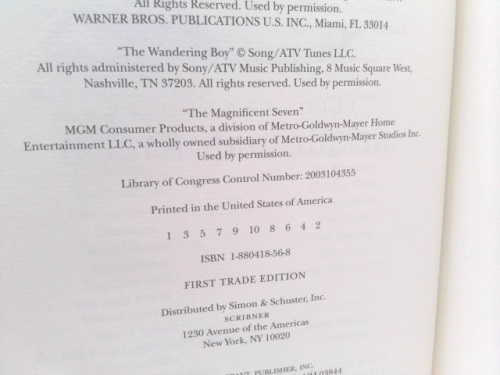 All Rights Reserved. Used by permission.
WARNER BROS. PUBLICATIONS U.S. INC., Miami, FL 33014
“The Wandering Boy” © Song/ATV Tunes LLC.
All rights administered by Sony/ATV Music Publishing, 8 Music Square West,
Nashville, TN 37203. All rights reserved. Used by permission.
“The Magnificent Seven”
MGM Consumer Products, a division of Metro-Goldwyn-Mayer Home
Entertainment LLC, a wholly owned subsidiary of Metro-Goldwyn-Mayer Studios Inc.
Used by permission.
Library of Congress Control Number: 2003104355
Printed in the United States of America
1 3 5 7 9 10 8 6 4 2
ISBN 1-880418-56-8
FIRST TRADE EDITION
Distributed by Simon & Schuster, Inc.
SCRIBNER
1230 Avenue of the Americas
New York, NY 10020
PUBLISHER, INC.
03844